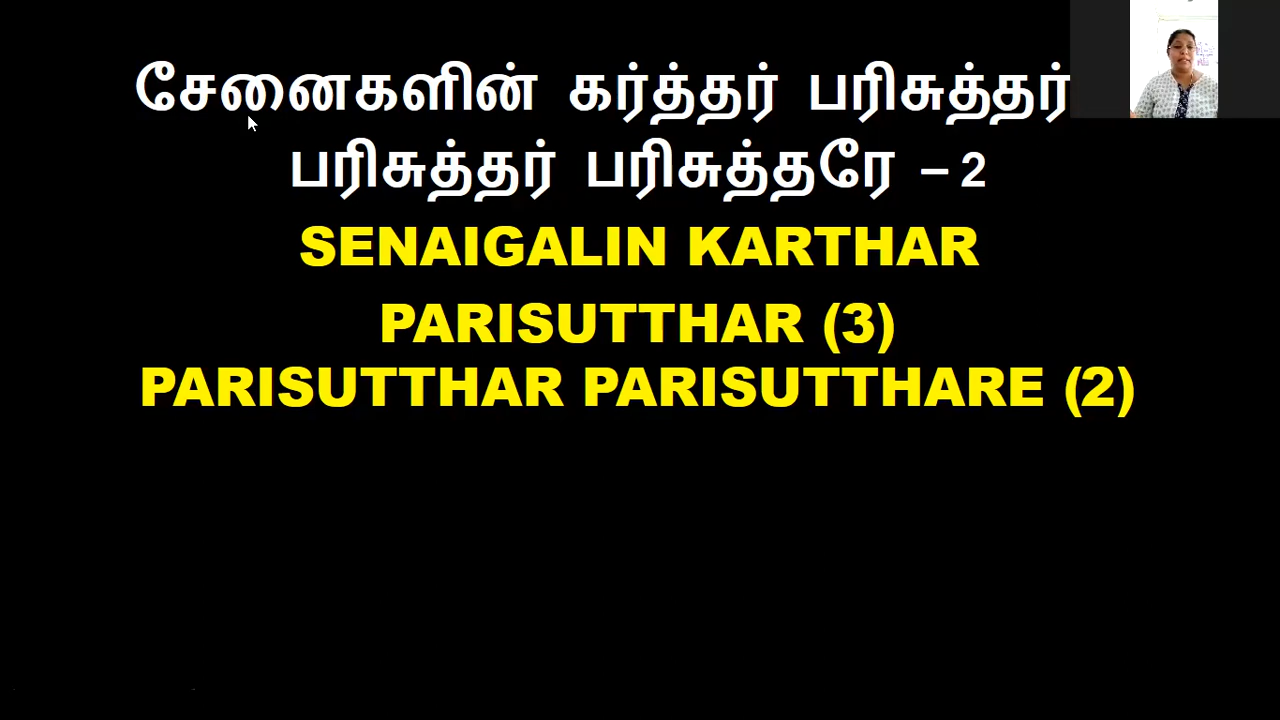 சேனைகளின் கர்த்தர் பரிசுத்தர்
பரிசுத்தர் பரிசுத்தரே – 2
SENAIGALIN KARTHAR
PARISUTTHAR (3)
PARISUTTHAR PARISUTTHARE (2)